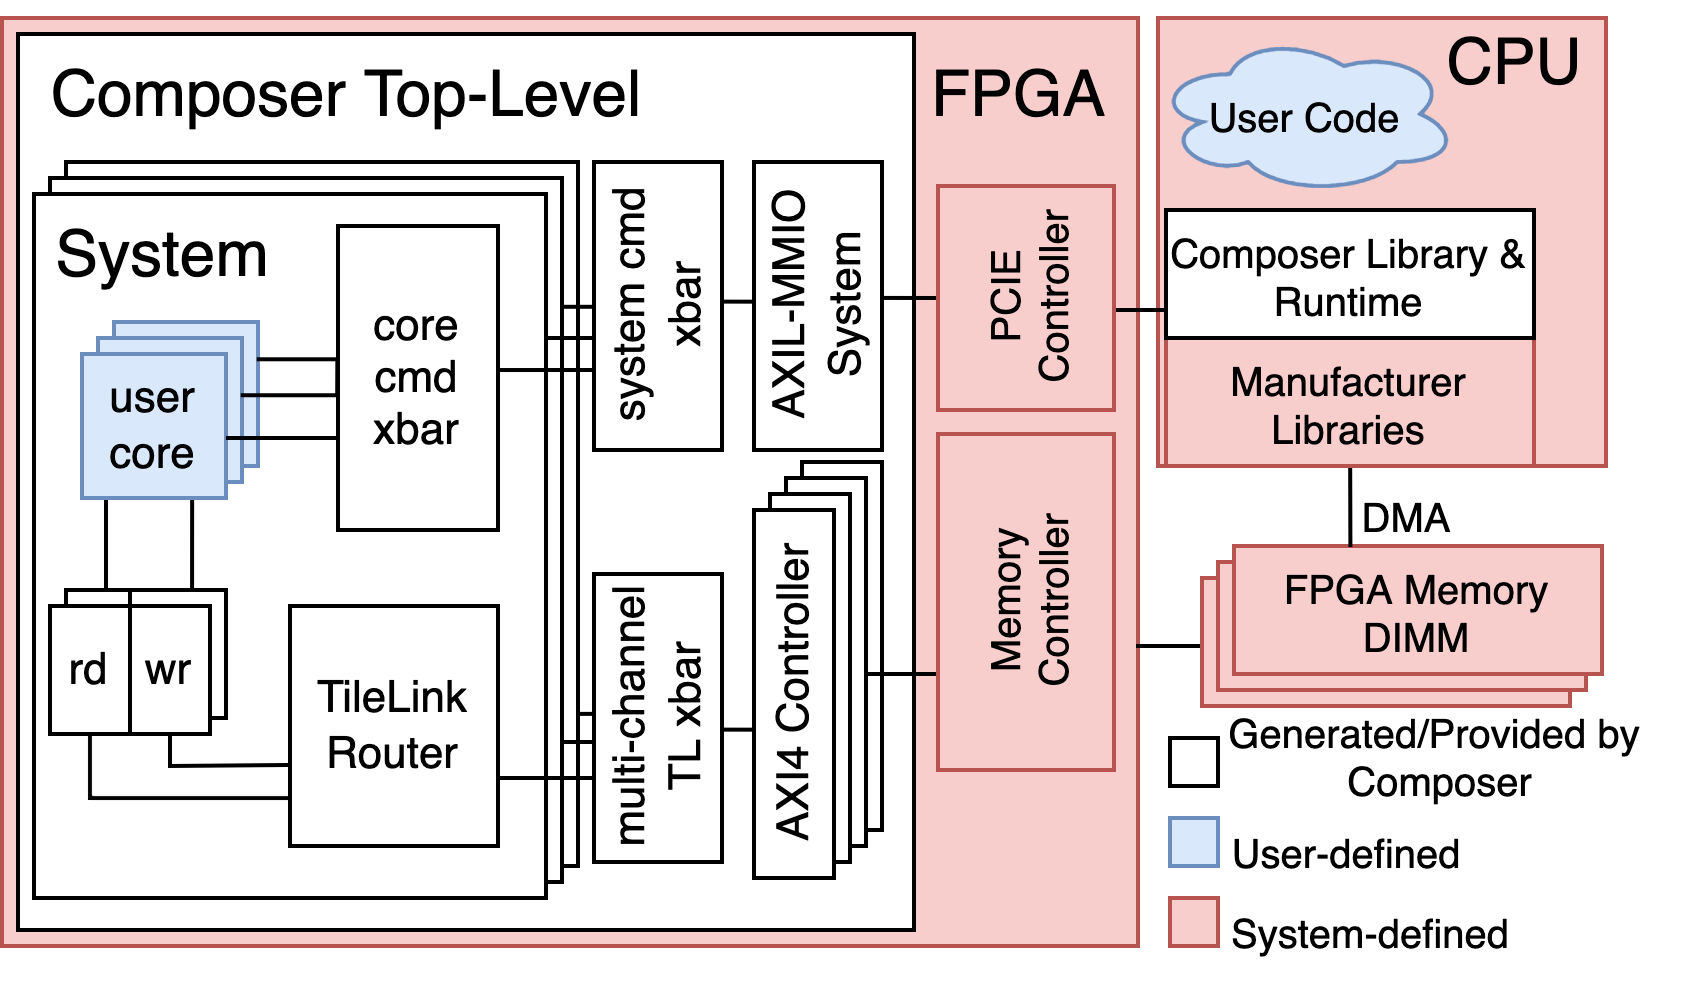 Composer Top-Level
FPGA
CPU
User Code
System
core
cmd
xbar
user
core
rd
wr
TileLink
Router
system cmd
xbar
AXIL-MMIO
System
multi-channel
TL xbar
AXI4 Controller
PCIE
Controller
Memory
Controller
Composer Library &
Runtime
Manufacturer
Libraries
DMA
FPGA Memory
DIMM
Generated/Provided by
Composer
User-defined
System-defined